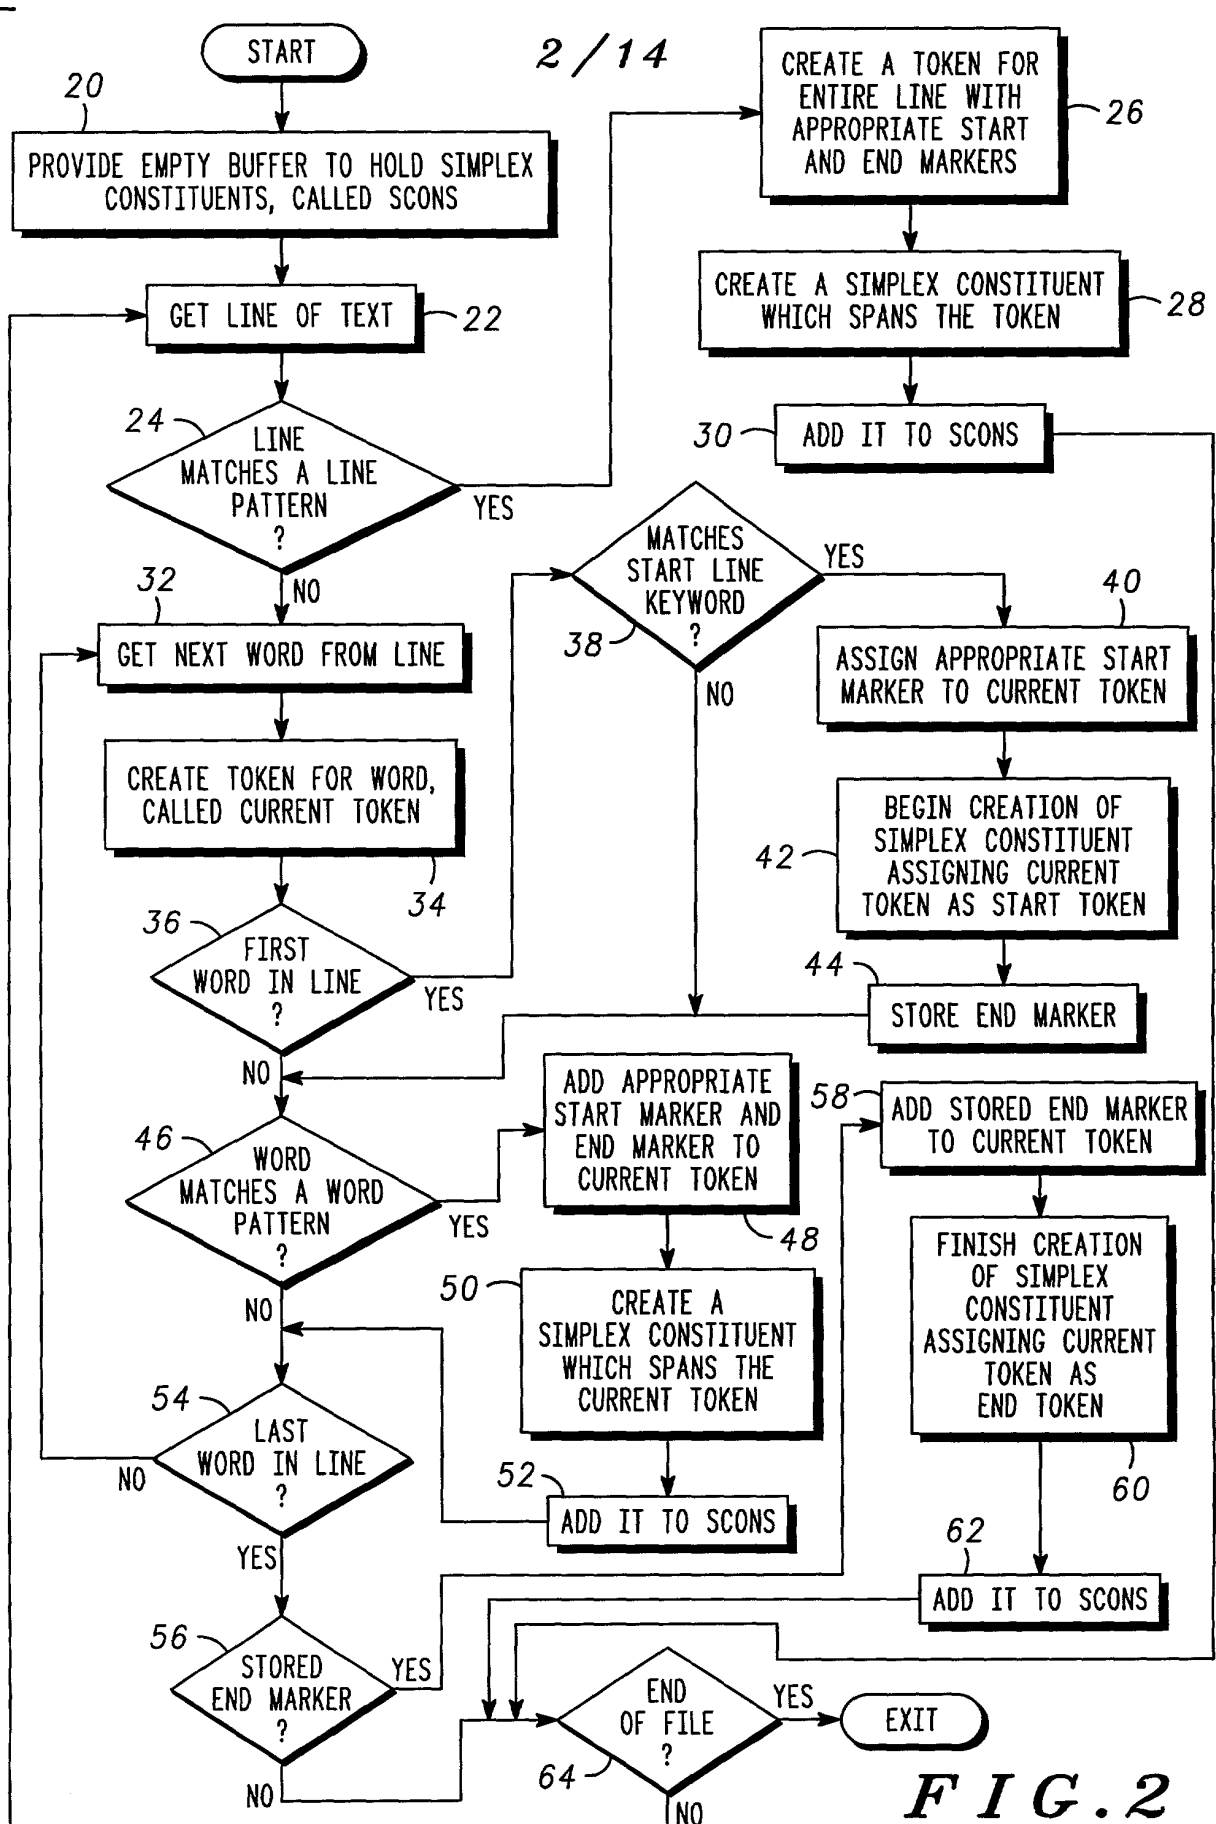 2/14
START
20
PROVIDE EMPTY BUFFER TO HOLD SIMPLEX
CONSTITUENTS, CALLED SCONS
GET LINE OF TEXT
22
24
LINE
MATCHES A LINE
PATTERN
?
YES
NO
CREATE A TOKEN FOR
ENTIRE LINE WITH
APPROPRIATE START
AND END MARKERS
26
CREATE A SIMPLEX CONSTITUENT
WHICH SPANS THE TOKEN
28
30
ADD IT TO SCONS
32
GET NEXT WORD FROM LINE
CREATE TOKEN FOR WORD,
CALLED CURRENT TOKEN
34
36
FIRST
WORD IN LINE
?
YES
NO
MATCHES
START LINE
KEYWORD
?
38
YES
NO
40
ASSIGN APPROPRIATE START
MARKER TO CURRENT TOKEN
42
BEGIN CREATION OF
SIMPLEX CONSTITUENT
ASSIGNING CURRENT
TOKEN AS START TOKEN
44
STORE END MARKER
46
WORD
MATCHES A WORD
PATTERN
?
YES
NO
ADD APPROPRIATE
START MARKER AND
END MARKER TO
CURRENT TOKEN
48
50
CREATE A
SIMPLEX CONSTITUENT
WHICH SPANS THE
CURRENT TOKEN
52
ADD IT TO SCONS
54
LAST
WORD IN LINE
?
NO
YES
56
STORED
END MARKER
?
YES
NO
58
ADD STORED END MARKER
TO CURRENT TOKEN
FINISH CREATION
OF SIMPLEX
CONSTITUENT
ASSIGNING CURRENT
TOKEN AS
END TOKEN
60
62
ADD IT TO SCONS
END
OF FILE
?
64
YES
NO
EXIT
FIG.2